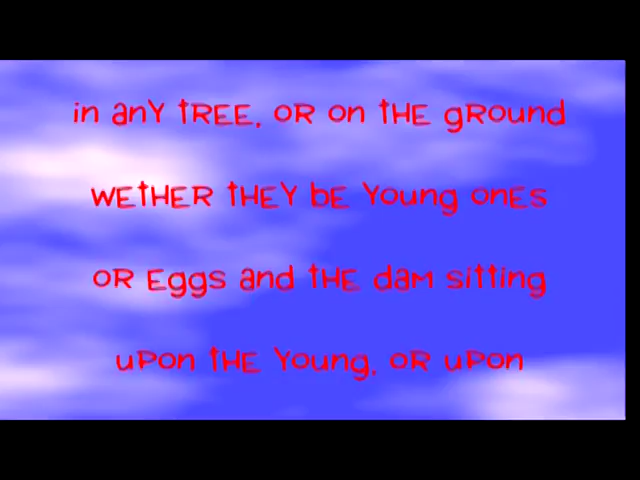 in any TREE, OR on THE gROund
WETHER THEY bE Young onES
OR Eggs and THE dam sitting
upon THE Young, OR upon